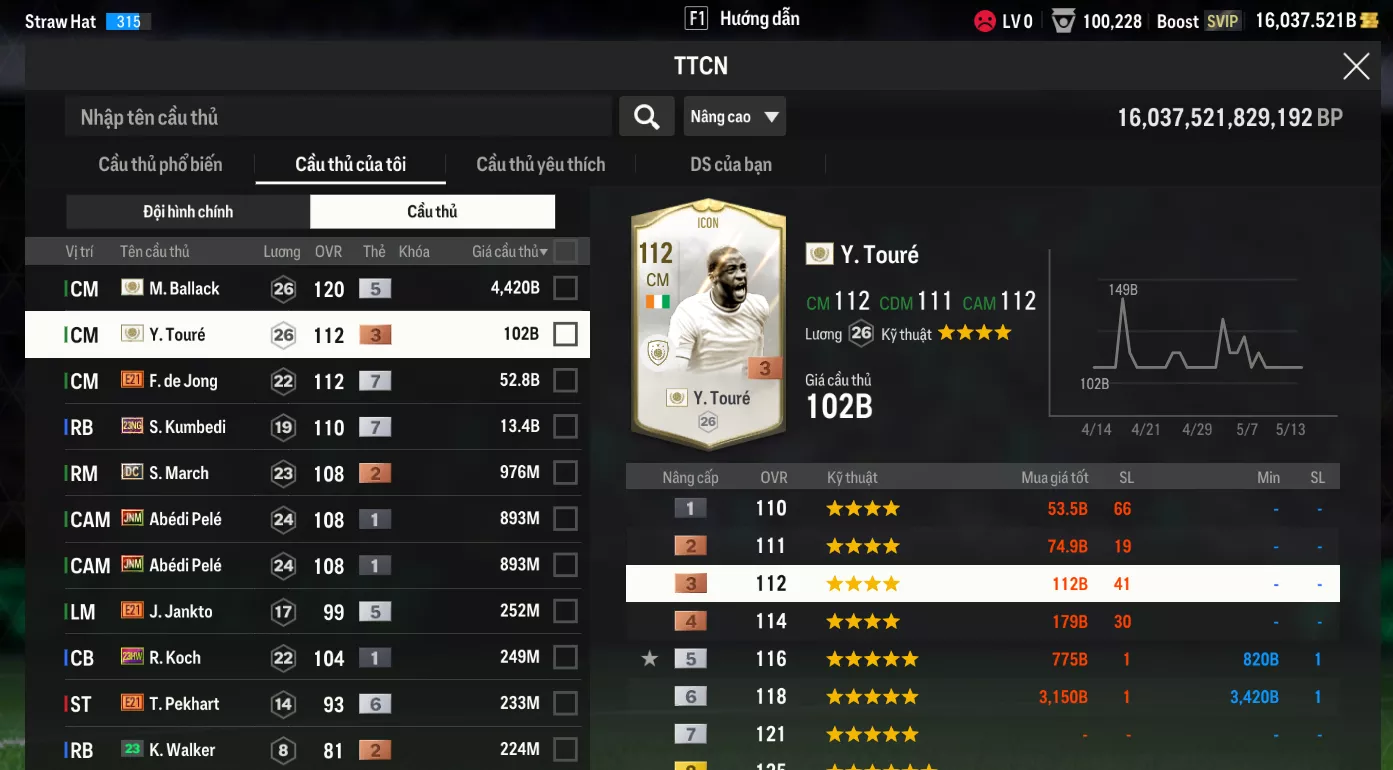 Straw Hat 315
F1 Hướng dẫn
LV 0 100,228 Boost SVIP 16,037.521B
TTCN
Nhập tên cầu thủ
Nâng cao
16,037,521,829,192 BP
Cầu thủ phổ biến Cầu thủ của tôi Cầu thủ yêu thích DS của bạn
Đội hình chính Cầu thủ
Vị trí Tên cầu thủ Lương OVR Thẻ Khóa Giá cầu thủ
CM M. Ballack 26 120 5 4,420B
CM Y. Touré 26 112 3 102B
CM E21 F. de Jong 22 112 7 52.8B
RB 23NG S. Kumbedi 19 110 7 13.4B
RM DC S. March 23 108 2 976M
CAM JNM Abédi Pelé 24 108 1 893M
CAM JNM Abédi Pelé 24 108 1 893M
LM E21 J. Jankto 17 99 5 252M
CB 23HW R. Koch 22 104 1 249M
ST E21 T. Pekhart 14 93 6 233M
RB 23 K. Walker 8 81 2 224M
ICON
112
CM
3
Y. Touré
26
Y. Touré
CM 112 CDM 111 CAM 112
Lương 26 Kỹ thuật
Giá cầu thủ
102B
149B
102B
4/14 4/21 4/29 5/7 5/13
Nâng cấp OVR Kỹ thuật Mua giá tốt SL Min SL
1 110 53.5B 66 - -
2 111 74.9B 19 - -
3 112 112B 41 - -
4 114 179B 30 - -
5 116 775B 1 820B 1
6 118 3,150B 1 3,420B 1
7 121 - - - -